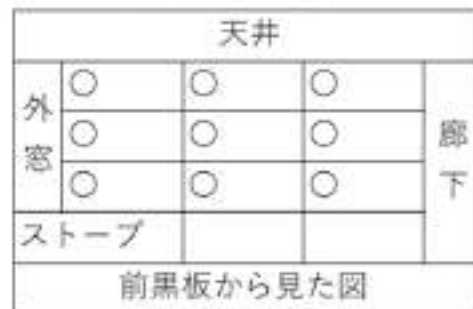 天井
外窓
○ ○ ○
○ ○ ○
○ ○ ○
廊下
ストーブ
前黒板から見た図